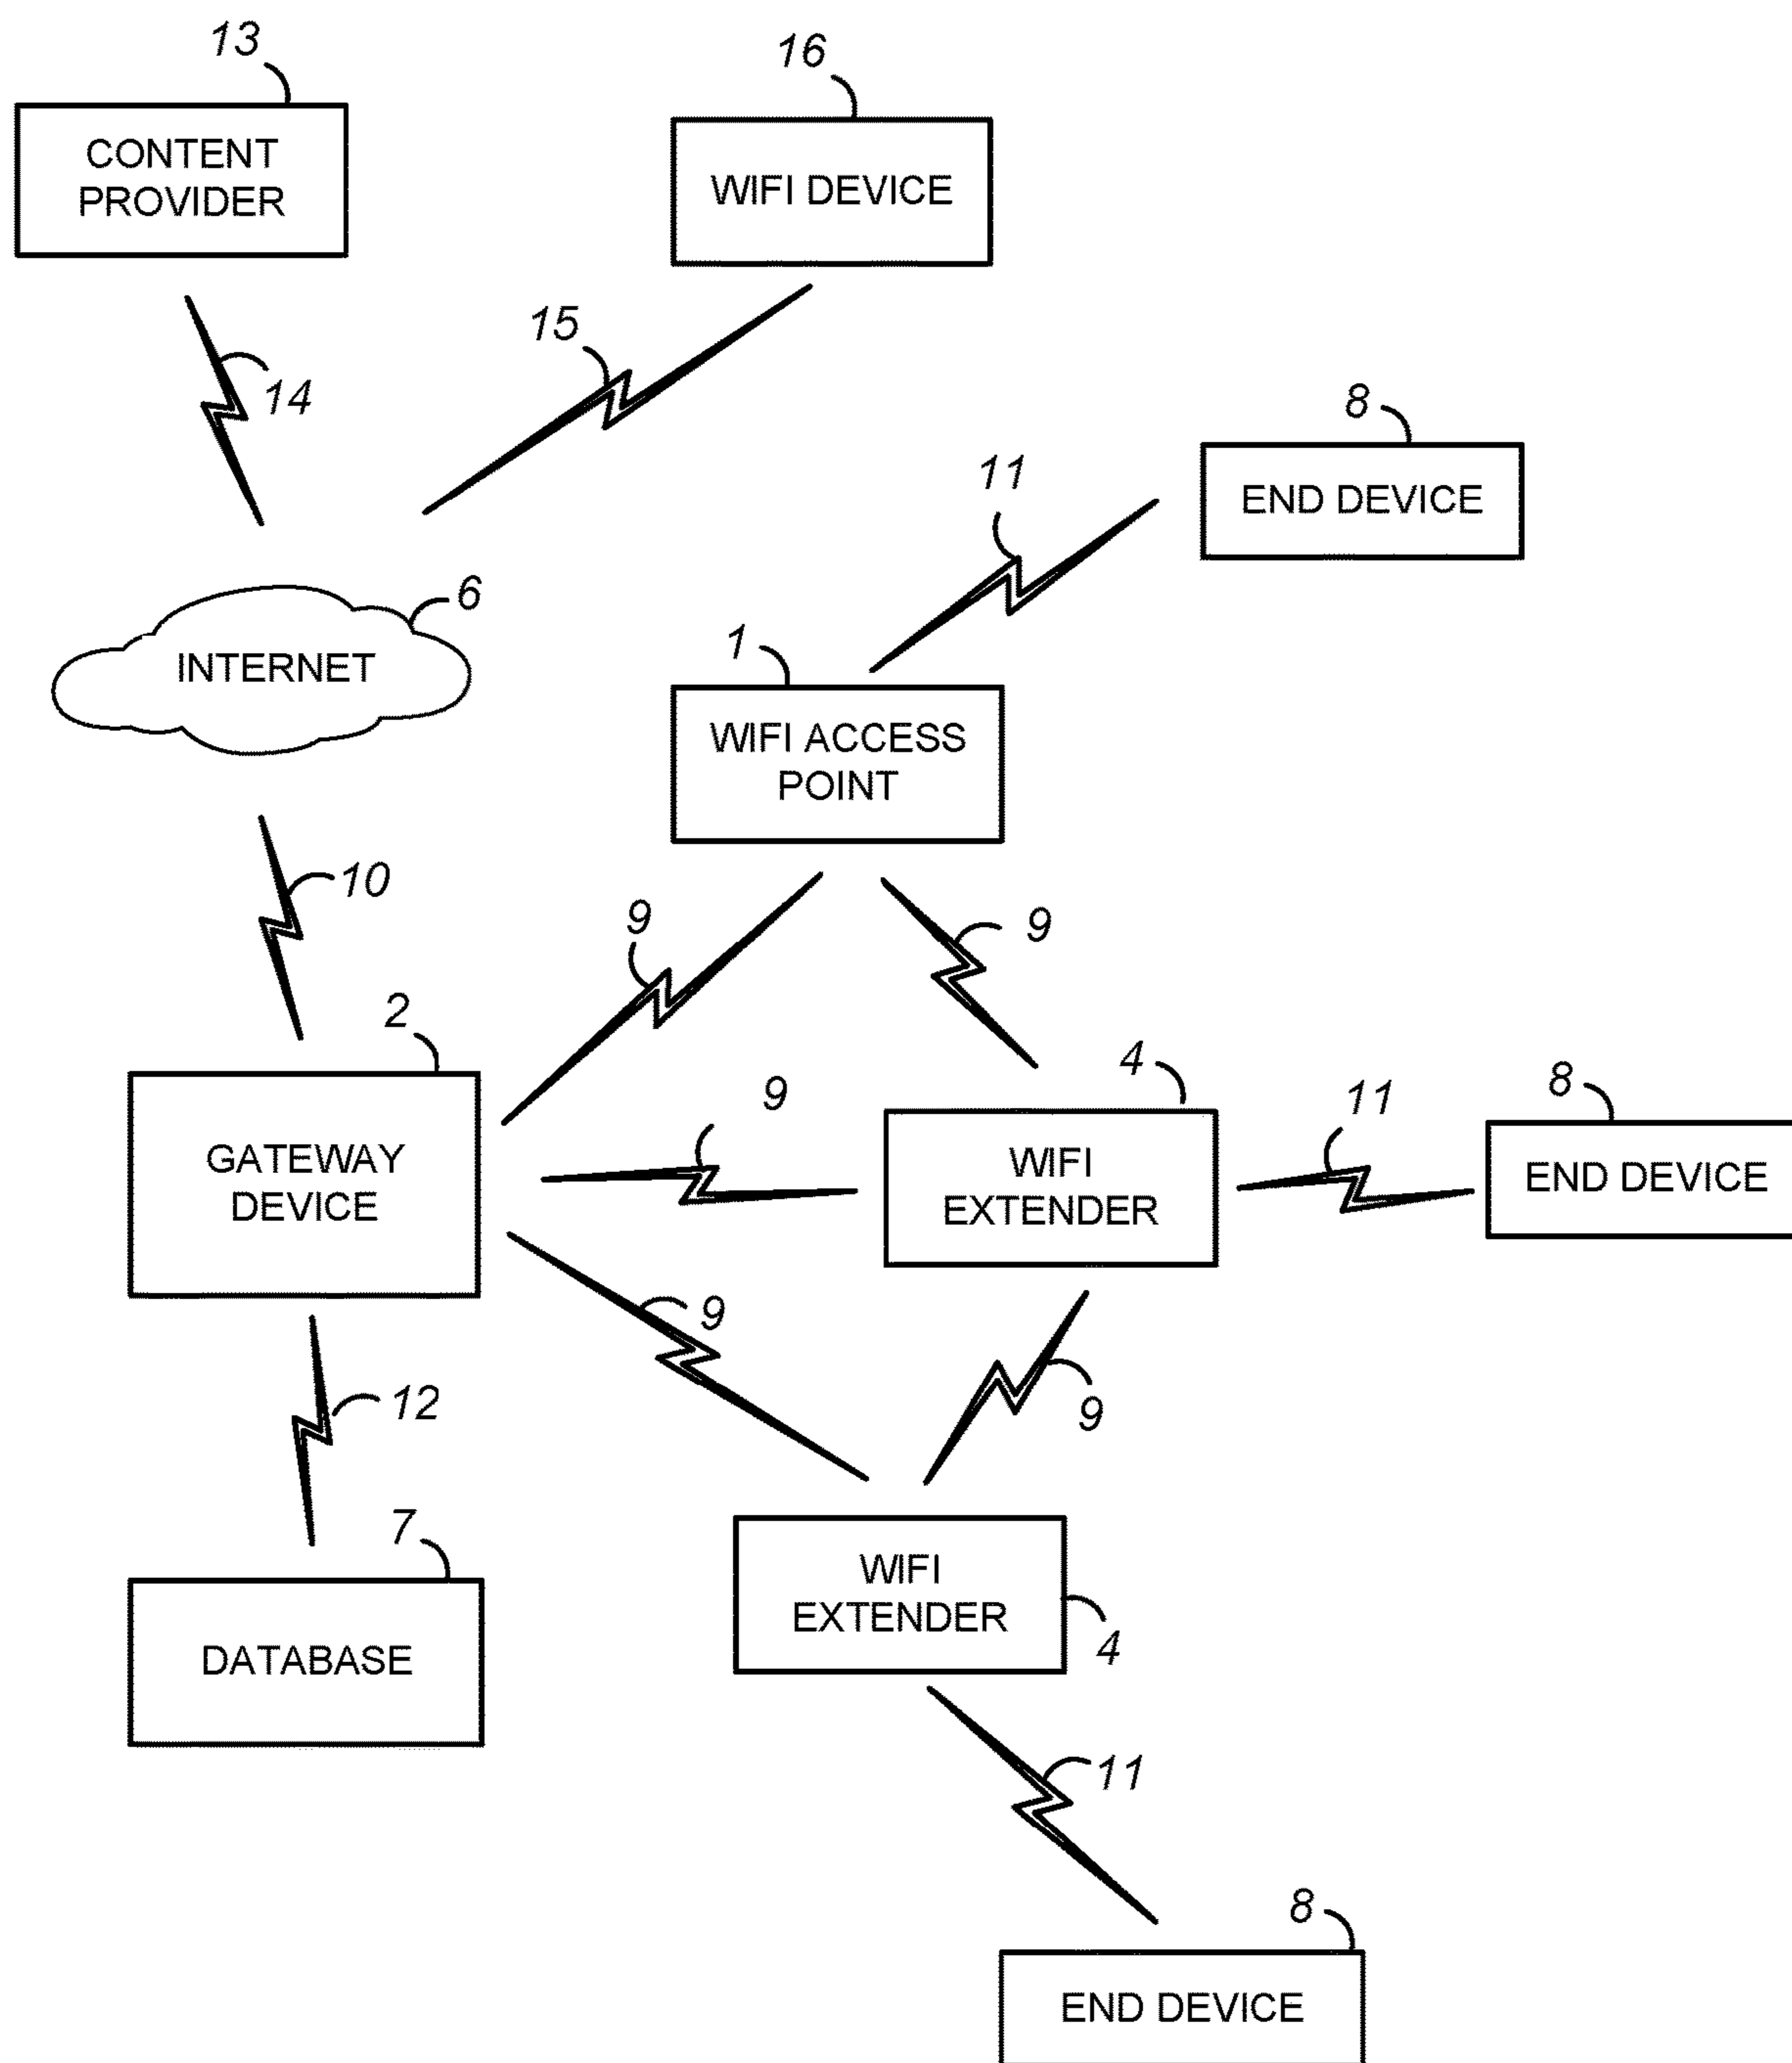 13
CONTENT
PROVIDER
16
WIFI DEVICE
14
15
8
END DEVICE
11
6
INTERNET
1
WIFI ACCESS
POINT
10
9
9
2
GATEWAY
DEVICE
9
4
WIFI
EXTENDER
11
8
END DEVICE
9
9
12
7
DATABASE
WIFI
EXTENDER
4
11
8
END DEVICE